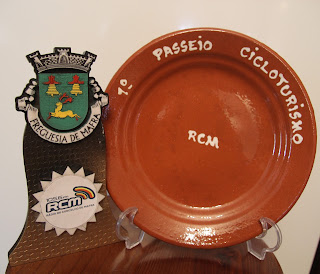 1º PASSEIO CICLOTURISMO
RCM
FREGUESIA DE MAFRA
RCM